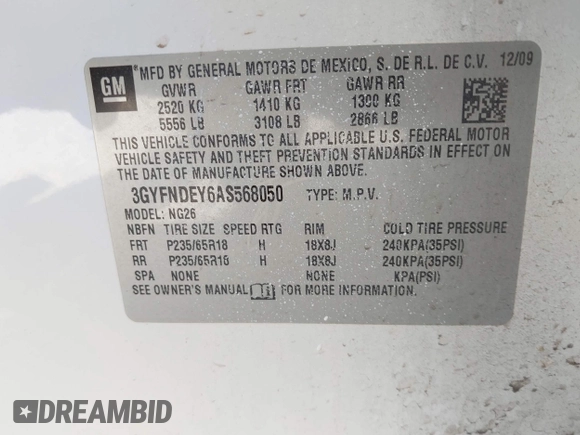 GM
*MFD BY GENERAL MOTORS DE MEXICO, S. DE R.L. DE C.V. 12/09
GVWR GAWR FRT GAWR RR
2520 KG 1410 KG 1300 KG
5556 LB 3108 LB 2866 LB
THIS VEHICLE CONFORMS TO ALL APPLICABLE U.S. FEDERAL MOTOR
VEHICLE SAFETY AND THEFT PREVENTION STANDARDS IN EFFECT ON
THE DATE OF MANUFACTURE SHOWN ABOVE.
3GYFNDEY6AS568050 TYPE: M.P.V.
MODEL: NG26
NBFN TIRE SIZE SPEED RTG RIM COLD TIRE PRESSURE
FRT P235/65R18 H 18X8J 240KPA(35PSI)
RR P235/65R18 H 18X8J 240KPA(35PSI)
SPA NONE NONE KPA(PSI)
SEE OWNER'S MANUAL FOR MORE INFORMATION.
DREAMBID